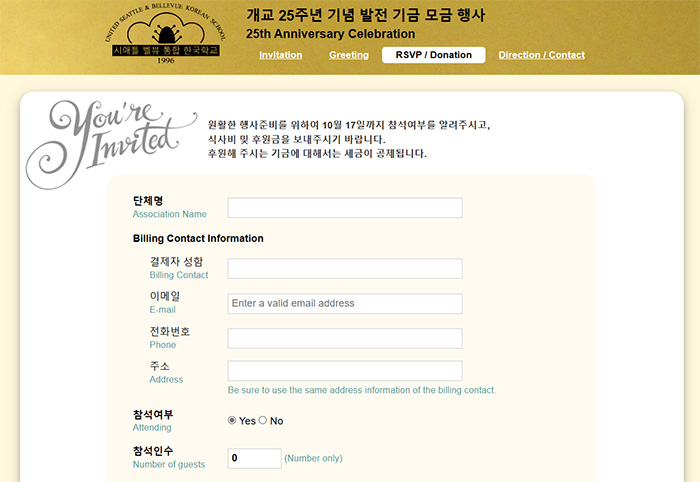 UNITED SEATTLE & BELLEVUE KOREAN SCHOOL
시애틀 벨뷰 통합 한국학교
1996
개교 25주년 기념 발전 기금 모금 행사
25th Anniversary Celebration
Invitation Greeting RSVP / Donation Direction / Contact
You're
Invited
원활한 행사준비를 위하여 10월 17일까지 참석여부를 알려주시고,
식사비 및 후원금을 보내주시기 바랍니다.
후원해 주시는 기금에 대해서는 세금이 공제됩니다.
단체명
Association Name
Billing Contact Information
결제자 성함
Billing Contact
이메일
E-mail
Enter a valid email address
전화번호
Phone
주소
Address
Be sure to use the same address information of the billing contact.
참석여부
Attending
Yes No
참석인수
Number of guests
0 (Number only)